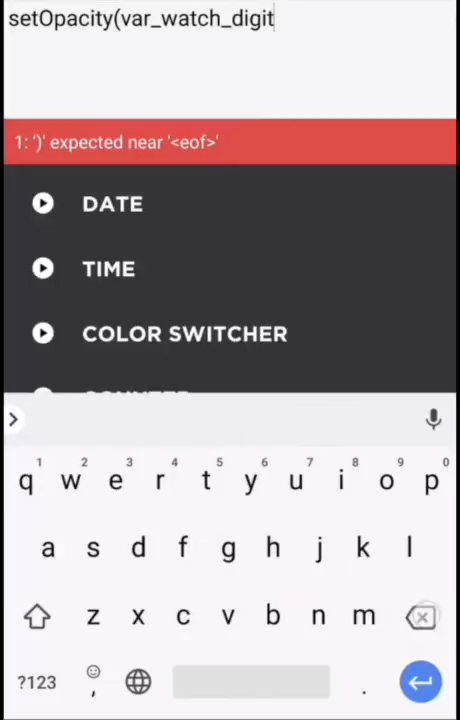 setOpacity(var_watch_digit
1: ')' expected near '<eof>'
DATE
TIME
COLOR SWITCHER
COUNTER
1 2 3 4 5 6 7 8 9 0
q w e r t y u i o p
a s d f g h j k l
z x c v b n m
?123 , .